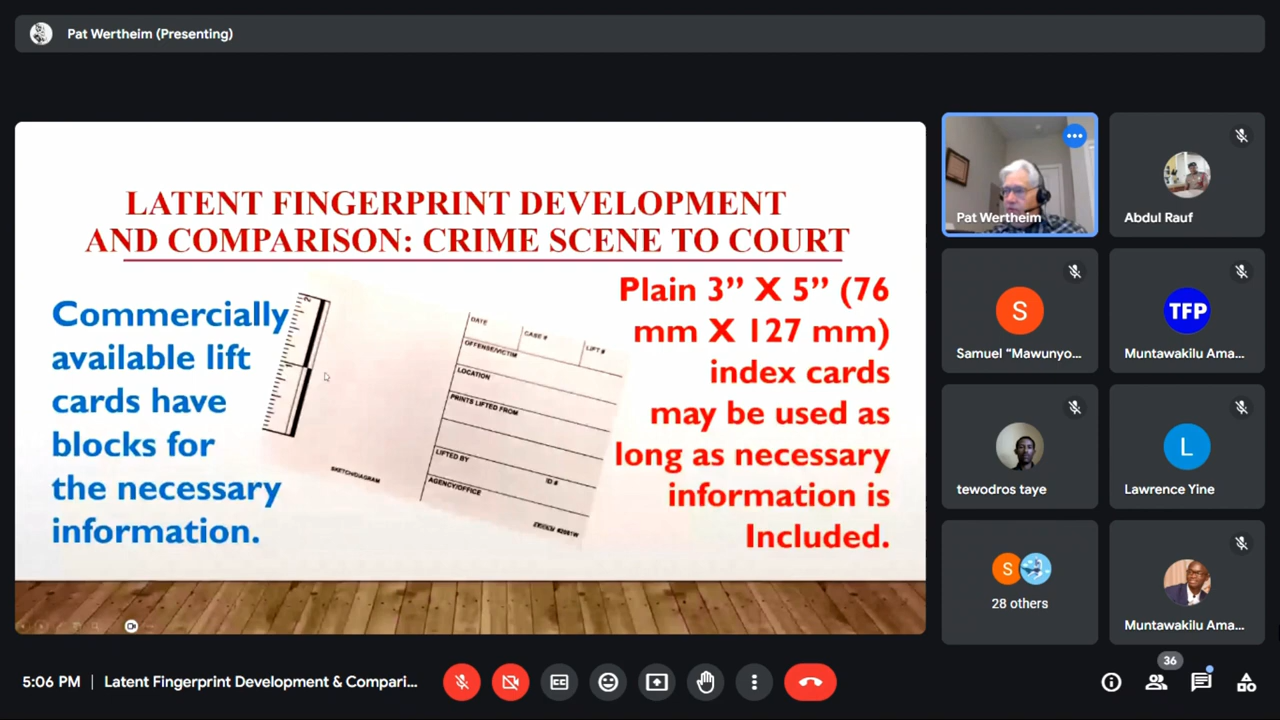 Pat Wertheim (Presenting)
LATENT FINGERPRINT DEVELOPMENT
AND COMPARISON: CRIME SCENE TO COURT
Commercially
available lift
cards have
blocks for
the necessary
information.
2
DATE
CASE #
LIFT #
OFFENSE/VICTIM
LOCATION
PRINTS LIFTED FROM
LIFTED BY
ID #
AGENCY/OFFICE
SKETCH/DIAGRAM
Plain 3” X 5” (76
mm X 127 mm)
index cards
may be used as
long as necessary
information is
Included.
Pat Wertheim
Abdul Rauf
S
Samuel “Mawunyo...
TFP
Muntawakilu Ama...
tewodros taye
L
Lawrence Yine
S
28 others
Muntawakilu Ama...
5:06 PM | Latent Fingerprint Development & Compari...
CC
36